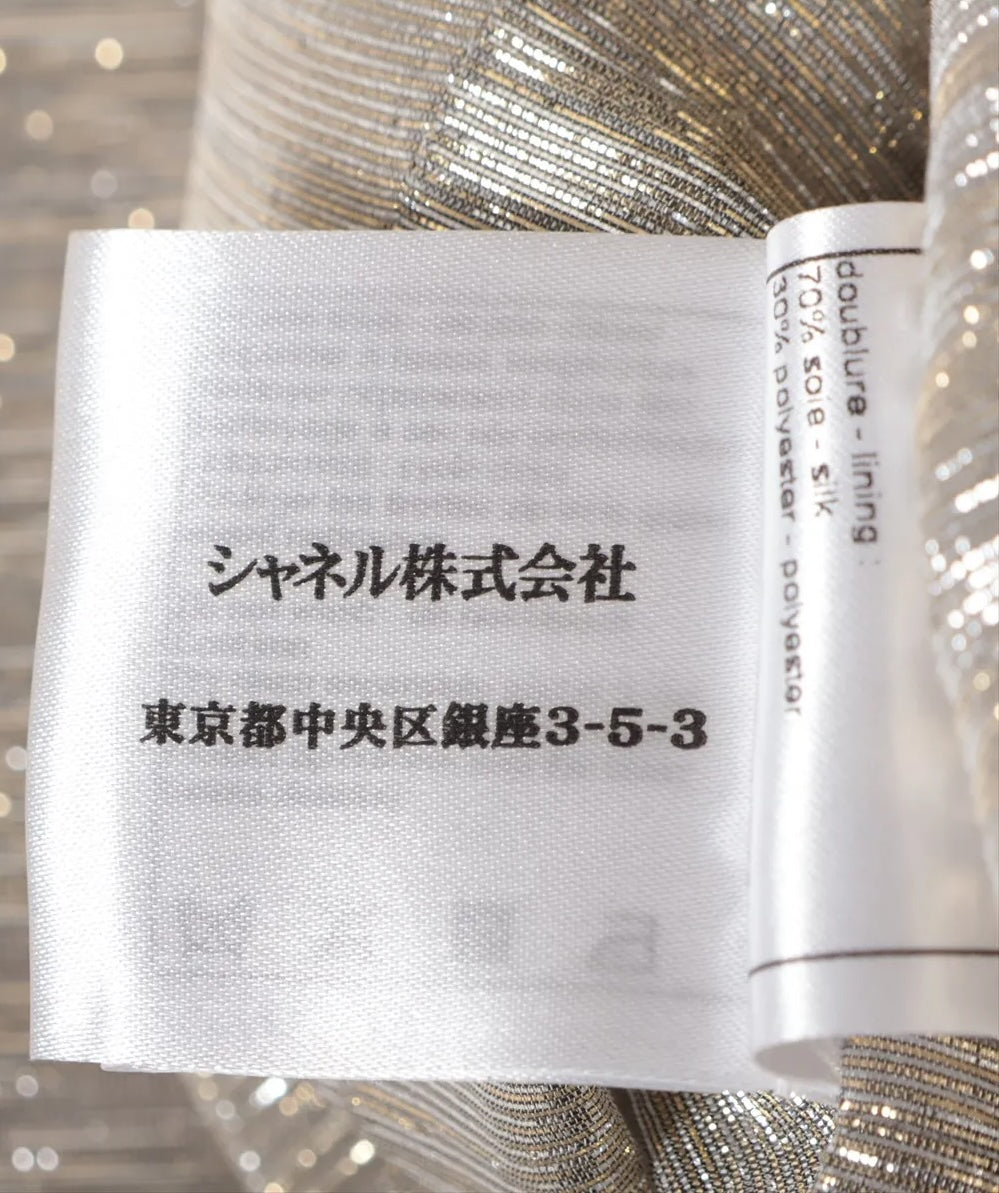 シャネル株式会社
東京都中央区銀座3-5-3
doublure - lining :
70% soie - silk
30% polyester - polyester